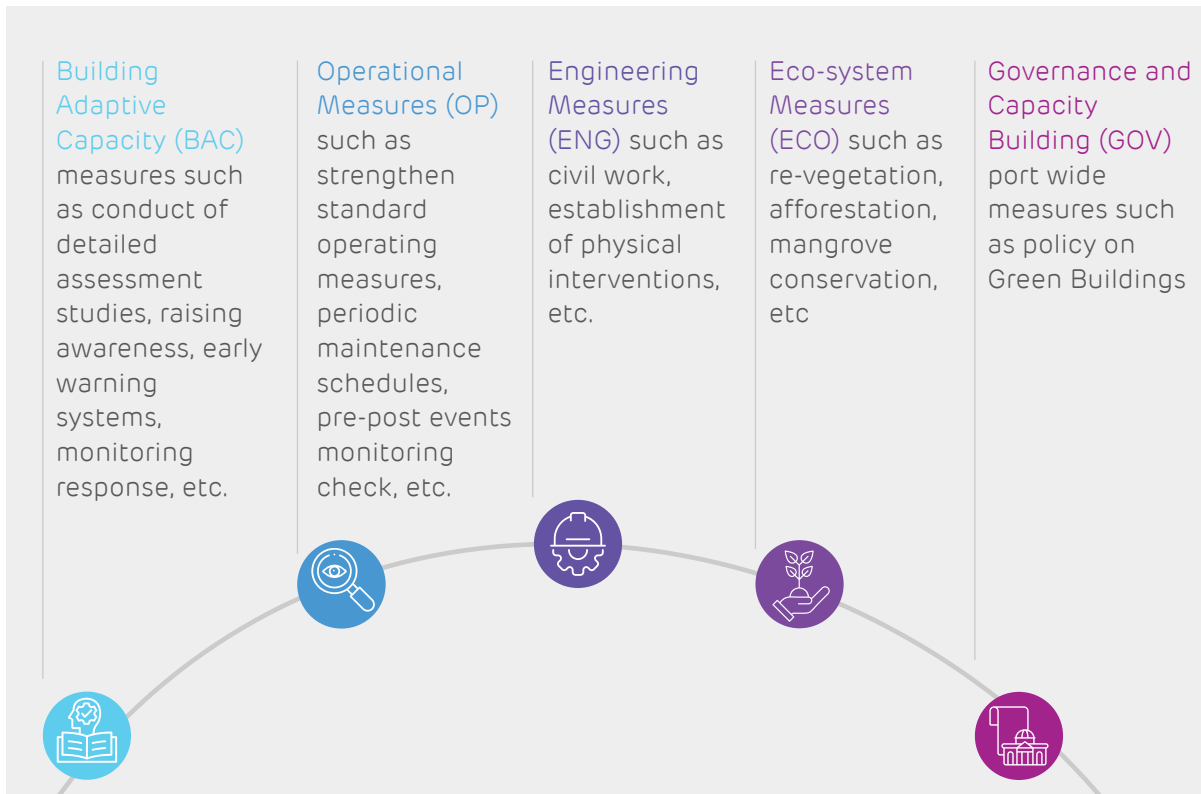 Building
Adaptive
Capacity (BAC)
measures such
as conduct of
detailed
assessment
studies, raising
awareness, early
warning
systems,
monitoring
response, etc.
Operational
Measures (OP)
such as
strengthen
standard
operating
measures,
periodic
maintenance
schedules,
pre-post events
monitoring
check, etc.
Engineering
Measures
(ENG) such as
civil work,
establishment
of physical
interventions,
etc.
Eco-system
Measures
(ECO) such as
re-vegetation,
afforestation,
mangrove
conservation,
etc
Governance and
Capacity
Building (GOV)
port wide
measures such
as policy on
Green Buildings